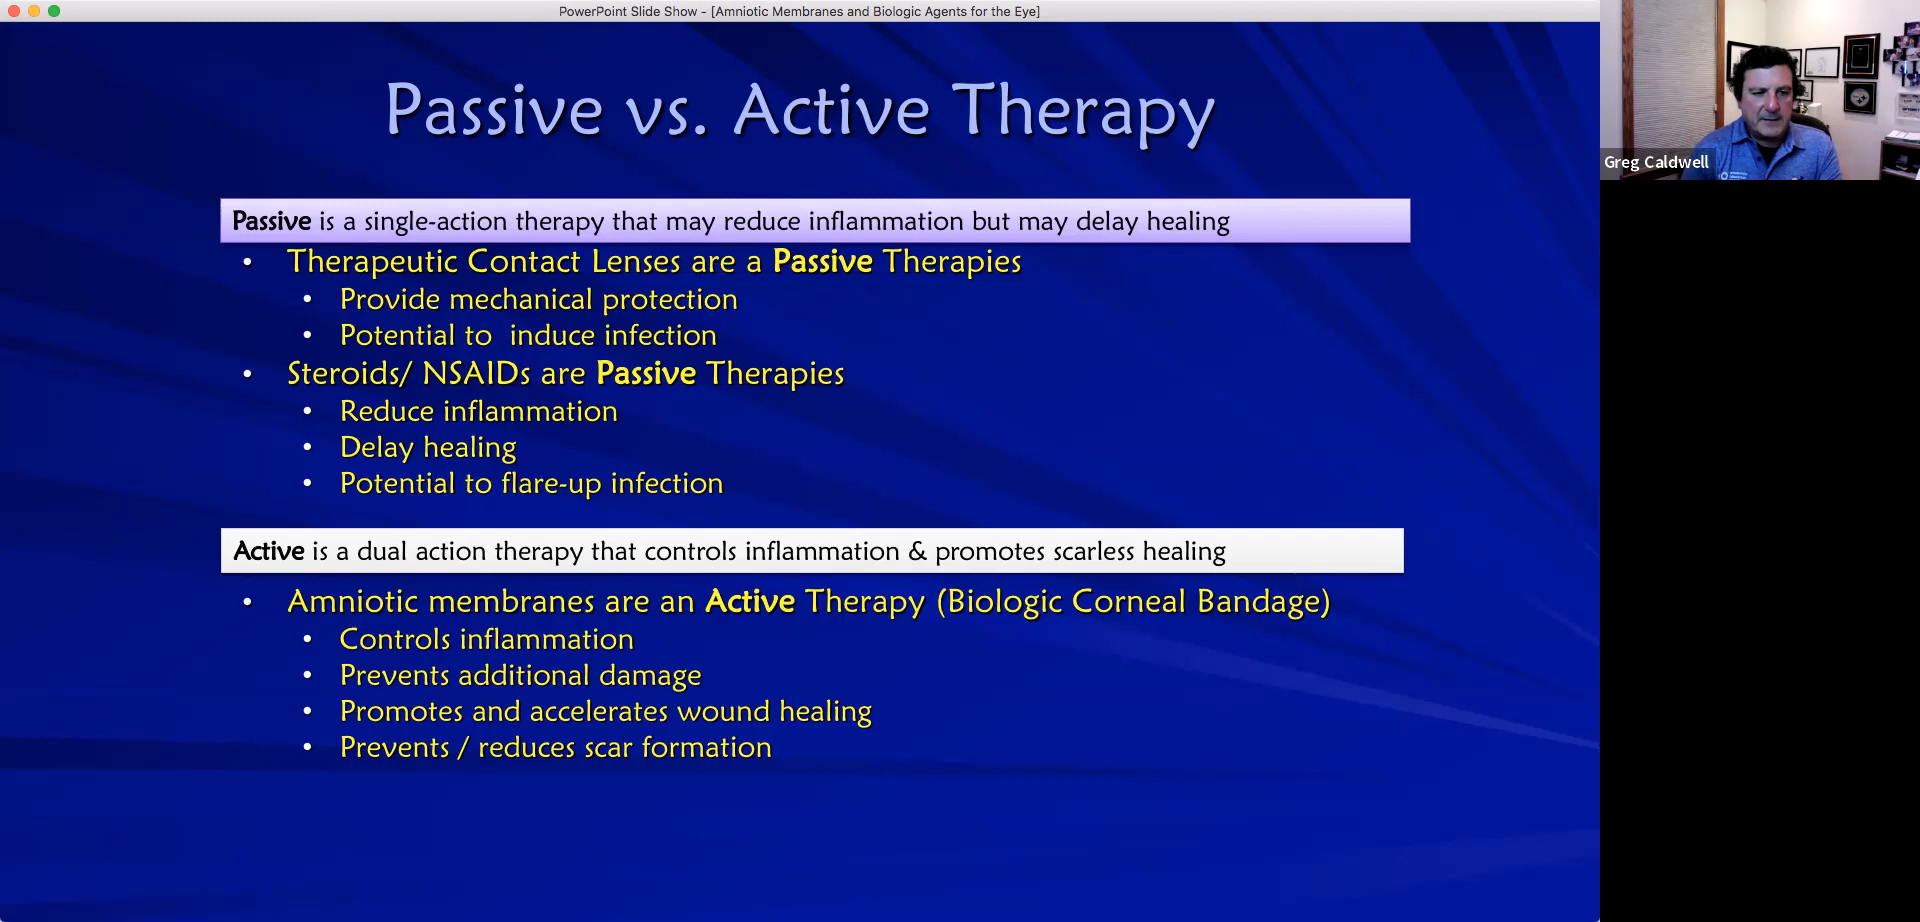 PowerPoint Slide Show - [Amniotic Membranes and Biologic Agents for the Eye]
Passive vs. Active Therapy
Passive is a single-action therapy that may reduce inflammation but may delay healing
• Therapeutic Contact Lenses are a Passive Therapies
• Provide mechanical protection
• Potential to  induce infection
• Steroids/ NSAIDs are Passive Therapies
• Reduce inflammation
• Delay healing
• Potential to flare-up infection
Active is a dual action therapy that controls inflammation & promotes scarless healing
• Amniotic membranes are an Active Therapy (Biologic Corneal Bandage)
• Controls inflammation
• Prevents additional damage
• Promotes and accelerates wound healing
• Prevents / reduces scar formation
Greg Caldwell